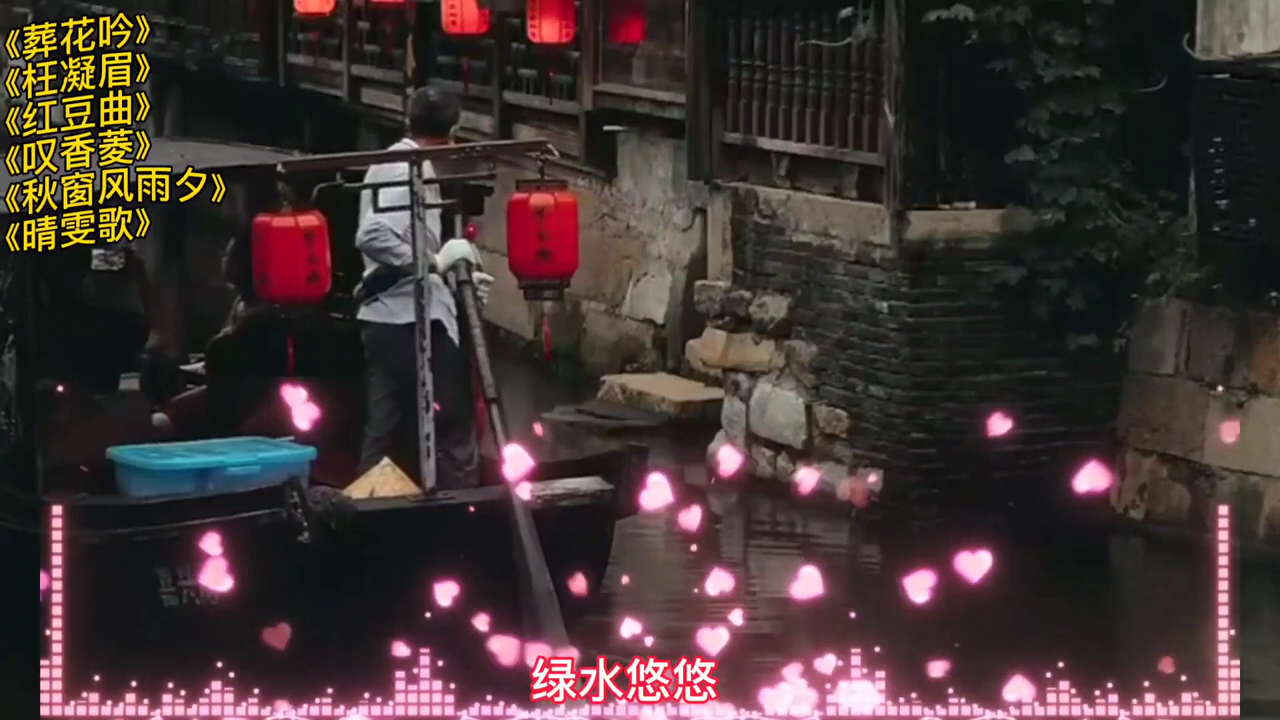 《葬花吟》
《枉凝眉》
《红豆曲》
《叹香菱》
《秋窗风雨夕》
《晴雯歌》
绿水悠悠